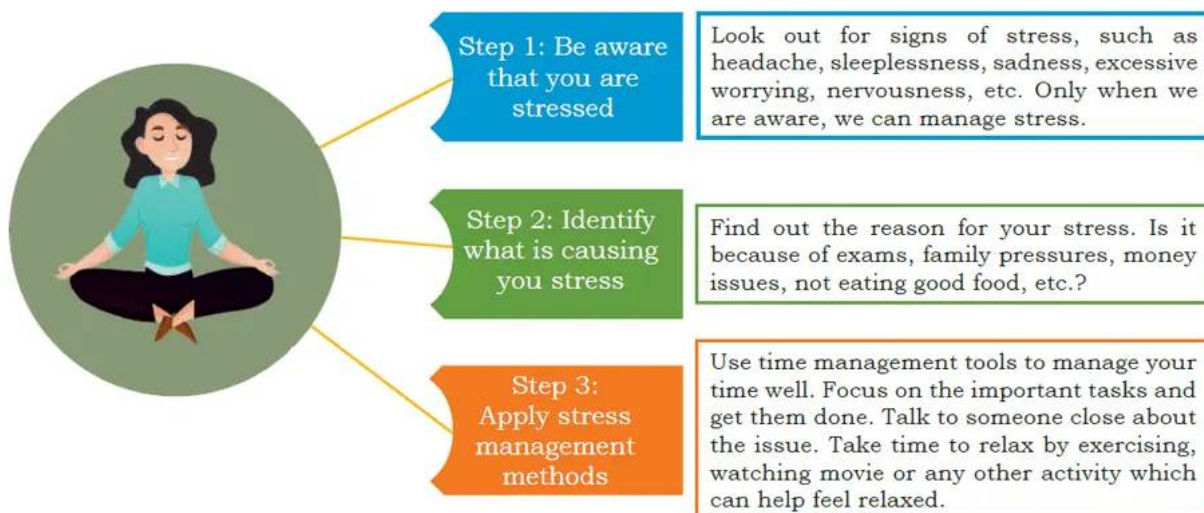 Step 1: Be aware
that you are
stressed
Look out for signs of stress, such as
headache, sleeplessness, sadness, excessive
worrying, nervousness, etc. Only when we
are aware, we can manage stress.
Step 2: Identify
what is causing
you stress
Find out the reason for your stress. Is it
because of exams, family pressures, money
issues, not eating good food, etc.?
Step 3:
Apply stress
management
methods
Use time management tools to manage your
time well. Focus on the important tasks and
get them done. Talk to someone close about
the issue. Take time to relax by exercising,
watching movie or any other activity which
can help feel relaxed.